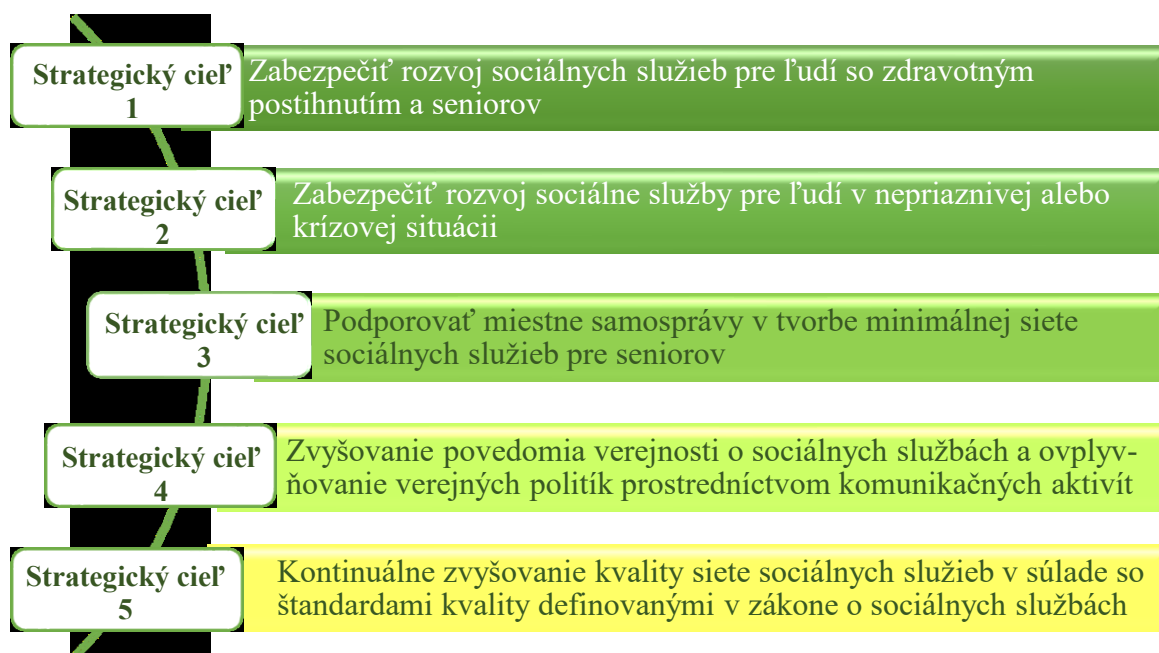 Strategický cieľ
1
Zabezpečiť rozvoj sociálnych služieb pre ľudí so zdravotným
postihnutím a seniorov
Strategický cieľ
2
Zabezpečiť rozvoj sociálne služby pre ľudí v nepriaznivej alebo
krízovej situácii
Strategický cieľ
3
Podporovať miestne samosprávy v tvorbe minimálnej siete
sociálnych služieb pre seniorov
Strategický cieľ
4
Zvyšovanie povedomia verejnosti o sociálnych službách a ovplyv-
ňovanie verejných politík prostredníctvom komunikačných aktivít
Strategický cieľ
5
Kontinuálne zvyšovanie kvality siete sociálnych služieb v súlade so
štandardami kvality definovanými v zákone o sociálnych službách